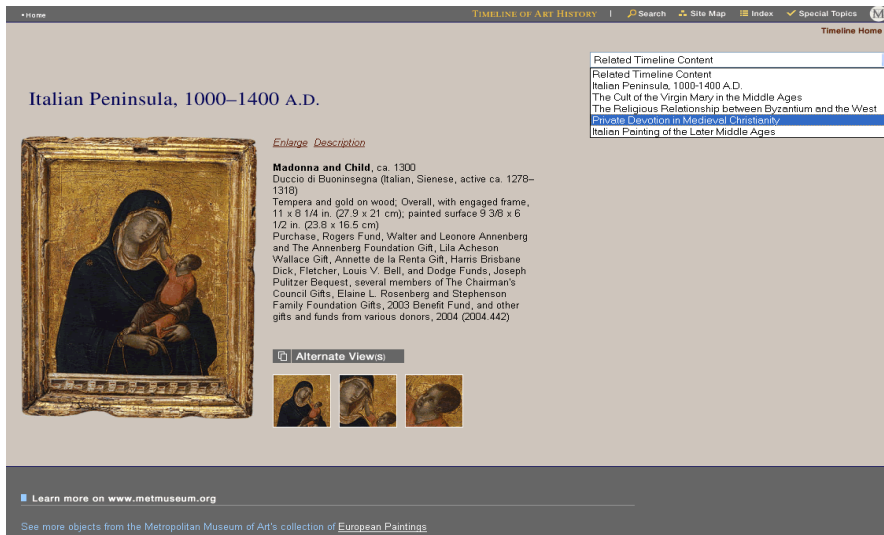 Home
TIMELINE OF ART HISTORY | Search Site Map Index Special Topics M
Timeline Home
Related Timeline Content
Related Timeline Content
Italian Peninsula, 1000-1400 A.D.
The Cult of the Virgin Mary in the Middle Ages
The Religious Relationship between Byzantium and the West
Private Devotion in Medieval Christianity
Italian Painting of the Later Middle Ages
Italian Peninsula, 1000–1400 A.D.
Enlarge Description
Madonna and Child, ca. 1300
Duccio di Buoninsegna (Italian, Sienese, active ca. 1278–
1318)
Tempera and gold on wood; Overall, with engaged frame,
11 x 8 1/4 in. (27.9 x 21 cm); painted surface 9 3/8 x 6
1/2 in. (23.8 x 16.5 cm)
Purchase, Rogers Fund, Walter and Leonore Annenberg
and The Annenberg Foundation Gift, Lila Acheson
Wallace Gift, Annette de la Renta Gift, Harris Brisbane
Dick, Fletcher, Louis V. Bell, and Dodge Funds, Joseph
Pulitzer Bequest, several members of The Chairman's
Council Gifts, Elaine L. Rosenberg and Stephenson
Family Foundation Gifts, 2003 Benefit Fund, and other
gifts and funds from various donors, 2004 (2004.442)
Alternate View(s)
Learn more on www.metmuseum.org
See more objects from the Metropolitan Museum of Art's collection of European Paintings